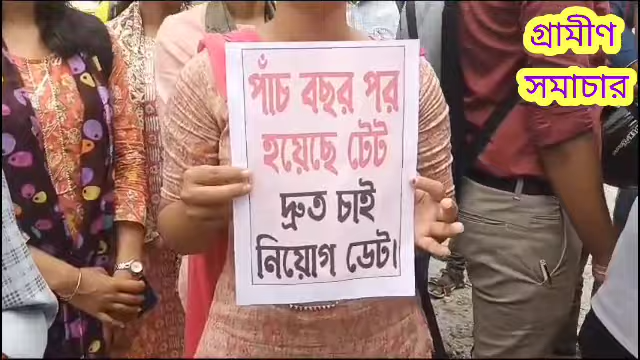 গ্রামীণ
সমাচার
পাঁচ বছর পর
হয়েছে টেট
দ্রুত চাই
নিয়োগ ডেট।